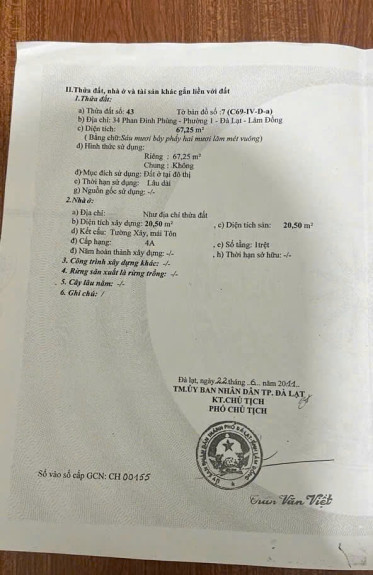 II.Thửa đất, nhà ở và tài sản khác gắn liền với đất
1.Thửa đất:
a) Thửa đất số: 43 Tờ bản đồ số :7 (C69-IV-D-a)
b) Địa chỉ: 34 Phan Đình Phùng - Phường 1 - Đà Lạt - Lâm Đồng
c) Diện tích: 67,25 m²
( Bằng chữ:Sáu mươi bảy phẩy hai mươi lăm mét vuông)
d) Hình thức sử dụng:
Riêng : 67,25 m²
Chung : Không
đ) Mục đích sử dụng: Đất ở tại đô thị
e) Thời hạn sử dụng: Lâu dài
g) Nguồn gốc sử dụng: -/-
2.Nhà ở:
a) Địa chỉ: Như địa chỉ thửa đất
b) Diện tích xây dựng: 20,50 m² , c) Diện tích sàn: 20,50 m²
d) Kết cấu: Tường Xây, mái Tôn
đ) Cấp hạng: 4A , e) Số tầng: 1trệt
đ) Năm hoàn thành xây dựng: -/- , h) Thời hạn sở hữu: -/-
3. Công trình xây dựng khác: -/-
4. Rừng sản xuất là rừng trồng: -/-
5. Cây lâu năm: -/-
6. Ghi chú: /
Đà lạt, ngày 22 tháng 6 năm 2011
TM.ỦY BAN NHÂN DÂN TP. ĐÀ LẠT
KT.CHỦ TỊCH
PHÓ CHỦ TỊCH
Số vào sổ cấp GCN: CH 00155
Trần Văn Việt